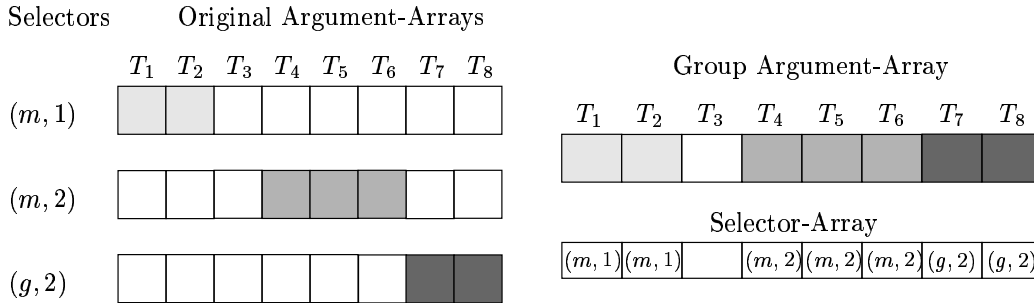 Selectors Original Argument-Arrays
T1 T2 T3 T4 T5 T6 T7 T8
(m, 1)
(m, 2)
(g, 2)
Group Argument-Array
T1 T2 T3 T4 T5 T6 T7 T8
Selector-Array
(m, 1) (m, 1) (m, 2) (m, 2) (m, 2) (g, 2) (g, 2)